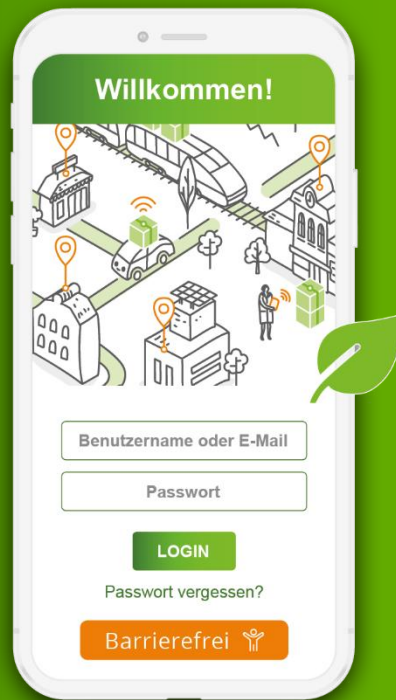 Willkommen!
Benutzername oder E-Mail
Passwort
LOGIN
Passwort vergessen?
Barrierefrei